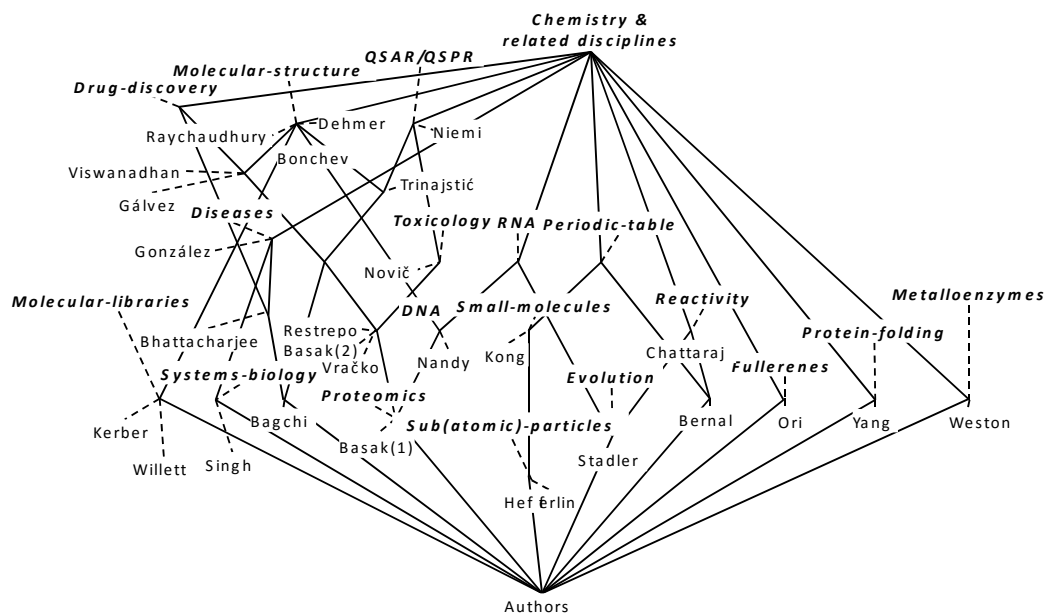 Chemistry &
related disciplines
QSAR/QSPR
Molecular-structure
Drug-discovery
Dehmer
Raychaudhury
Niemi
Bonchev
Viswanadhan
Trinajstić
Gálvez
Diseases
Toxicology
RNA
Periodic-table
González
Novič
Molecular-libraries
DNA
Small-molecules
Reactivity
Metalloenzymes
Restrepo
Protein-folding
Bhattacharjee
Basak(2)
Kong
Chattaraj
Vračko
Nandy
Fullerenes
Systems-biology
Evolution
Proteomics
Kerber
Bagchi
Sub(atomic)-particles
Bernal
Ori
Yang
Weston
Basak(1)
Willett
Singh
Stadler
Hefferlin
Authors